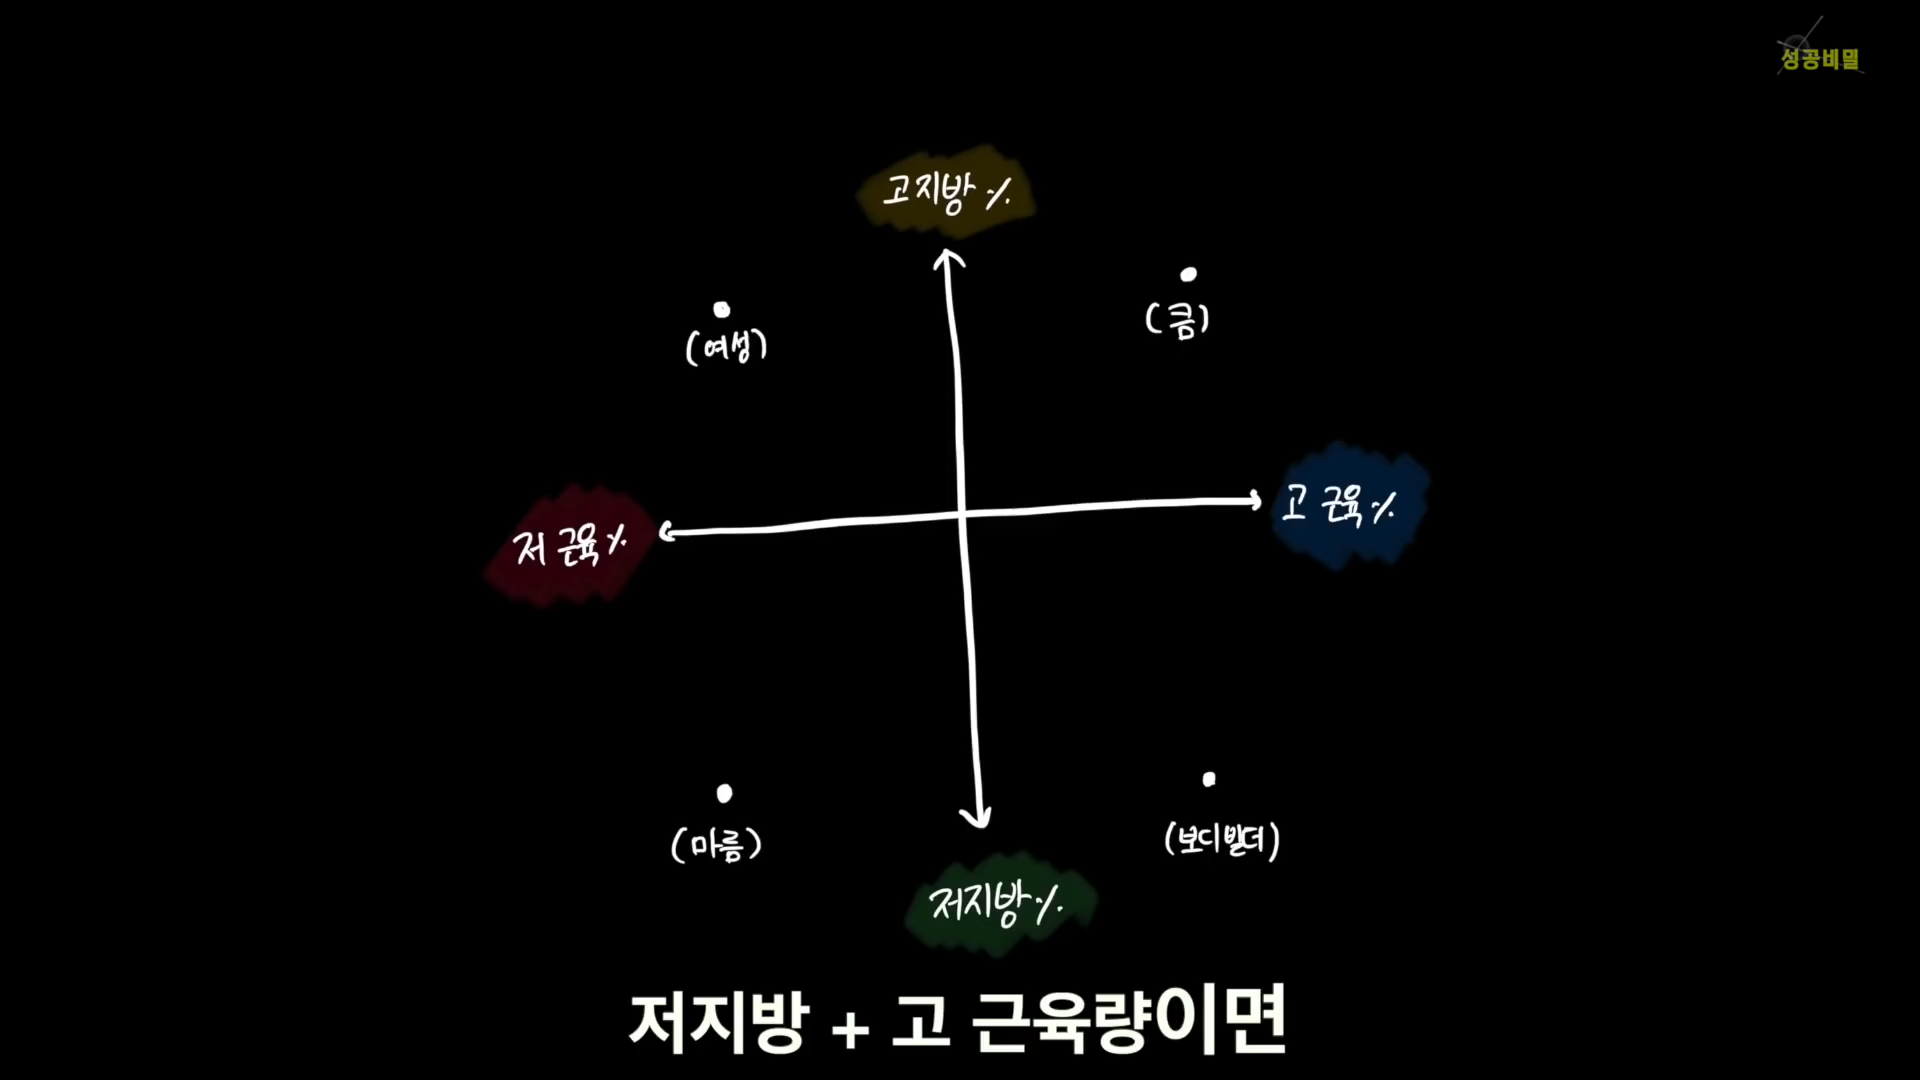 성공비밀
고지방 %
(큼)
(여성)
고 근육 %
저 근육 %
(마름)
(보디빌더)
저지방 %
저지방 + 고 근육량이면